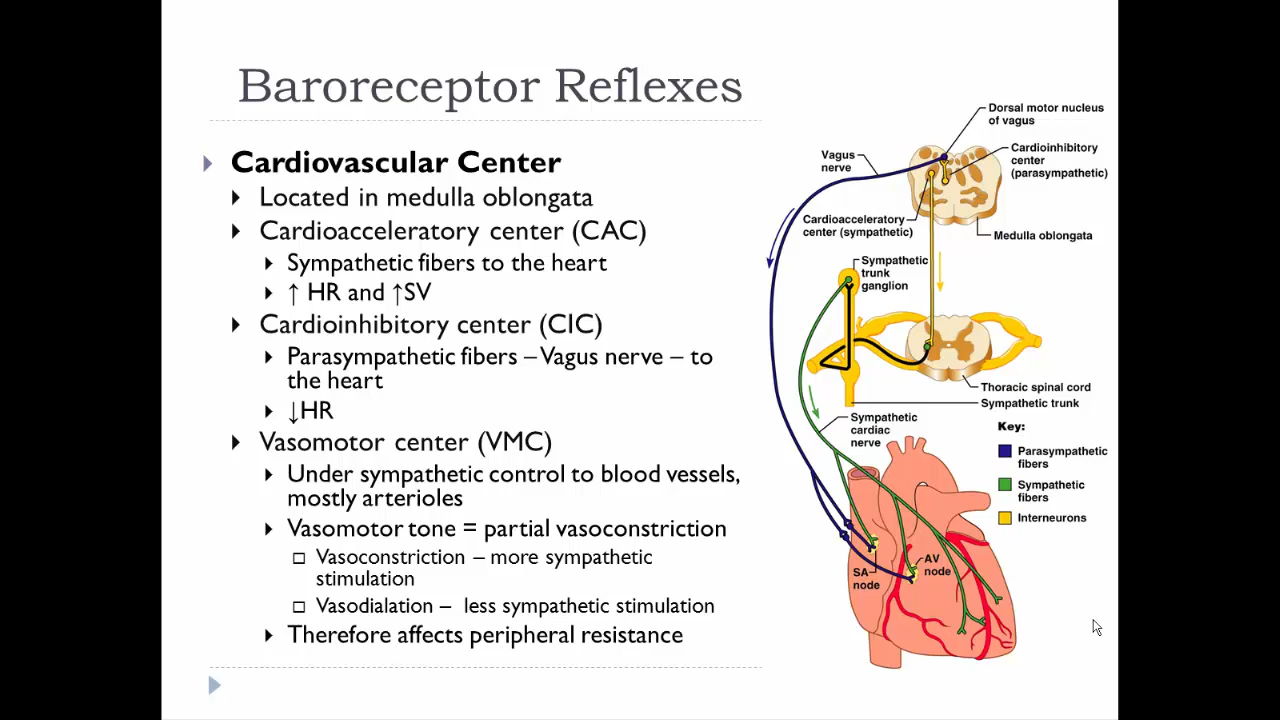 Baroreceptor Reflexes
Cardiovascular Center
Located in medulla oblongata
Cardioacceleratory center (CAC)
Sympathetic fibers to the heart
↑ HR and ↑SV
Cardioinhibitory center (CIC)
Parasympathetic fibers – Vagus nerve – to
the heart
↓HR
Vasomotor center (VMC)
Under sympathetic control to blood vessels,
mostly arterioles
Vasomotor tone = partial vasoconstriction
Vasoconstriction – more sympathetic
stimulation
Vasodialation – less sympathetic stimulation
Therefore affects peripheral resistance
Dorsal motor nucleus
of vagus
Vagus
nerve
Cardioinhibitory
center
(parasympathetic)
Cardioacceleratory
center (sympathetic)
Medulla oblongata
Sympathetic
trunk
ganglion
Thoracic spinal cord
Sympathetic trunk
Sympathetic
cardiac
nerve
Key:
Parasympathetic
fibers
Sympathetic
fibers
Interneurons
SA
node
AV
node